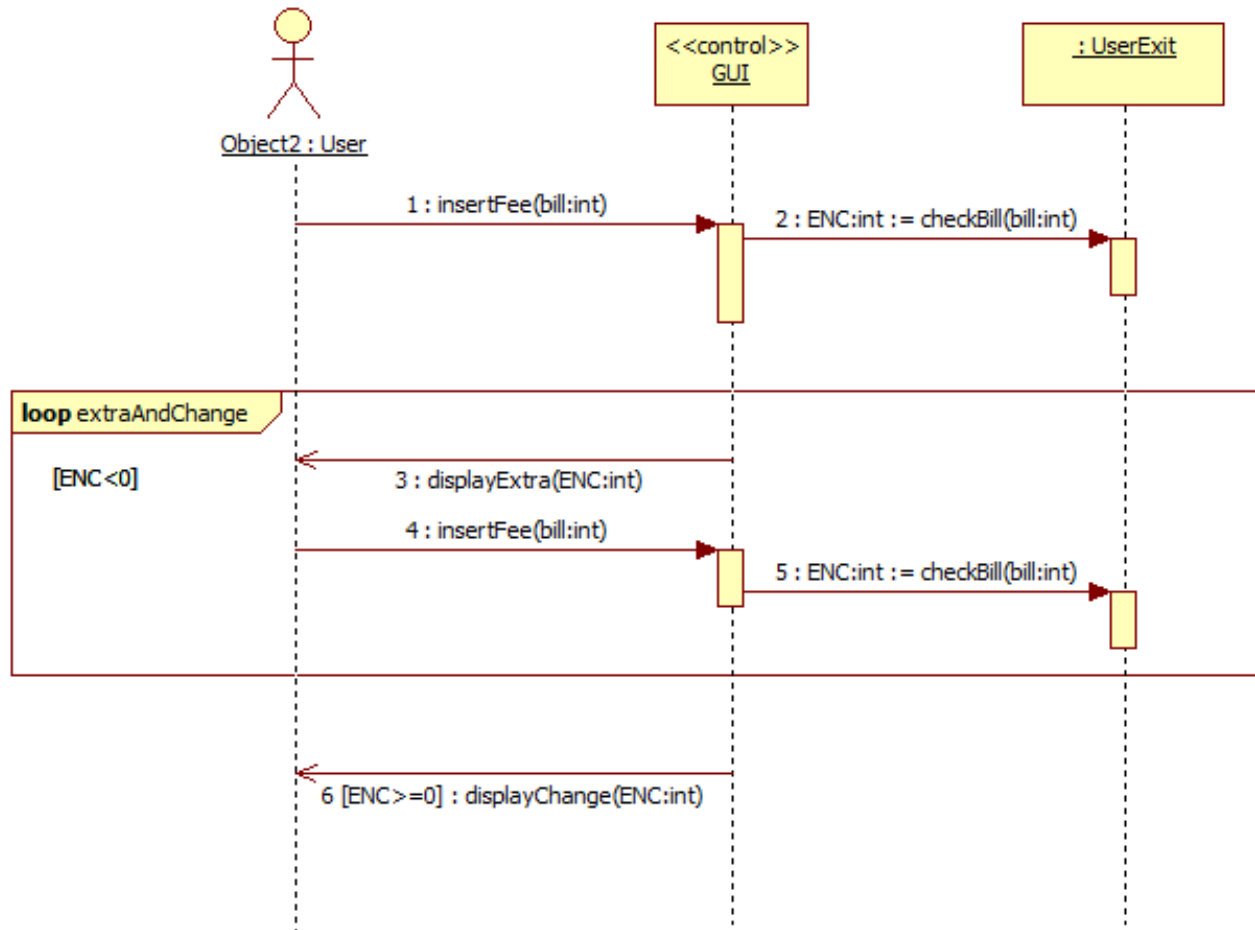 <<control>>
GUI
: UserExit
Object2 : User
1 : insertFee(bill:int)
2 : ENC:int := checkBill(bill:int)
loop extraAndChange
[ENC<0]
3 : displayExtra(ENC:int)
4 : insertFee(bill:int)
5 : ENC:int := checkBill(bill:int)
6 [ENC>=0] : displayChange(ENC:int)